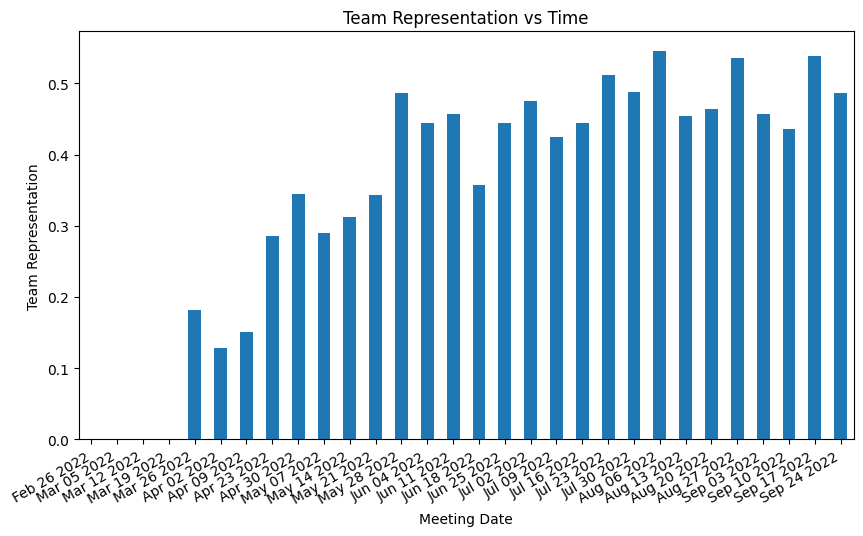 Team Representation vs Time
Team Representation
0.5
0.4
0.3
0.2
0.1
0.0
Feb 26 2022
Mar 05 2022
Mar 12 2022
Mar 19 2022
Mar 26 2022
Apr 02 2022
Apr 09 2022
Apr 23 2022
Apr 30 2022
May 07 2022
May 14 2022
May 21 2022
May 28 2022
Jun 04 2022
Jun 11 2022
Jun 18 2022
Jun 25 2022
Jul 02 2022
Jul 09 2022
Jul 16 2022
Jul 23 2022
Jul 30 2022
Aug 06 2022
Aug 13 2022
Aug 20 2022
Aug 27 2022
Sep 03 2022
Sep 10 2022
Sep 17 2022
Sep 24 2022
Meeting Date